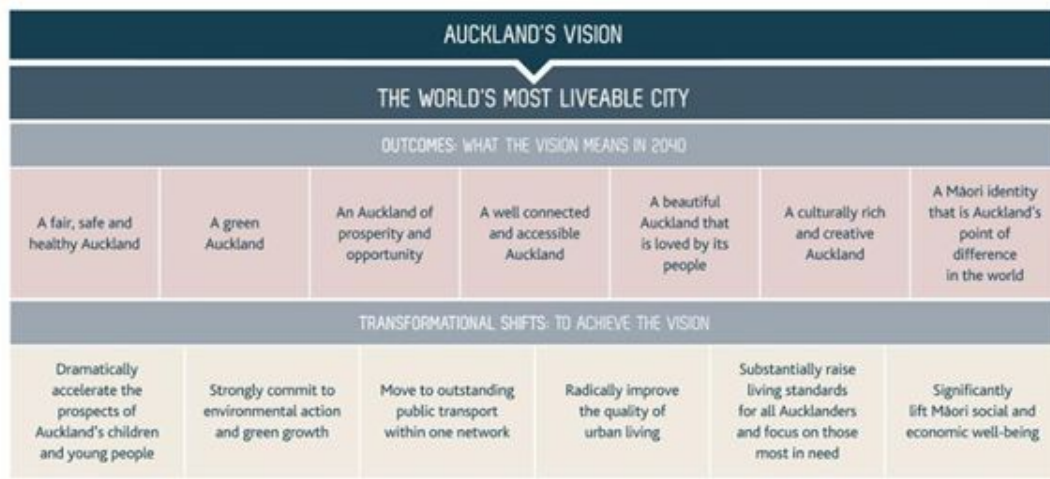 AUCKLAND'S VISION
THE WORLD'S MOST LIVEABLE CITY
OUTCOMES: WHAT THE VISION MEANS IN 2040
A fair, safe and
healthy Auckland
A green
Auckland
An Auckland of
prosperity and
opportunity
A well connected
and accessible
Auckland
A beautiful
Auckland that
is loved by its
people
A culturally rich
and creative
Auckland
A Māori identity
that is Auckland's
point of
difference
in the world
TRANSFORMATIONAL SHIFTS: TO ACHIEVE THE VISION
Dramatically
accelerate the
prospects of
Auckland's children
and young people
Strongly commit to
environmental action
and green growth
Move to outstanding
public transport
within one network
Radically improve
the quality of
urban living
Substantially raise
living standards
for all Aucklanders
and focus on those
most in need
Significantly
lift Māori social and
economic well-being